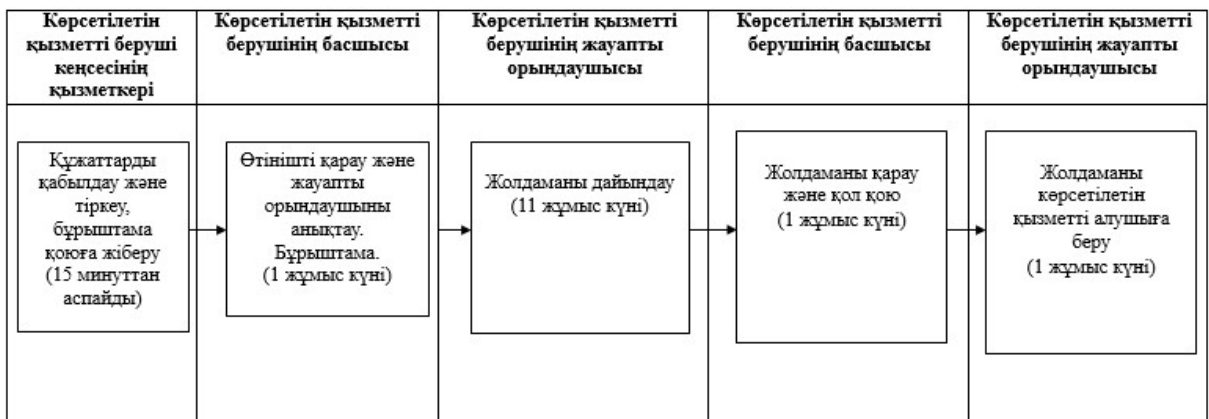 Көрсетілетін
қызметті беруші
кеңсесінің
қызметкері
Көрсетілетін қызметті
берушінің басшысы
Көрсетілетін қызметті
берушінің жауапты
орындаушысы
Көрсетілетін қызметті
берушінің басшысы
Көрсетілетін қызметті
берушінің жауапты
орындаушысы
Құжаттарды
қабылдау және
тіркеу,
бұрыштама
қоюға жіберу
(15 минуттан
аспайды)
Өтінішті қарау және
жауапты
орындаушыны
анықтау.
Бұрыштама.
(1 жұмыс күні)
Жолдаманы дайындау
(11 жұмыс күні)
Жолдаманы қарау
және қол қою
(1 жұмыс күні)
Жолдаманы
көрсетілетін
қызметті алушыға
беру
(1 жұмыс күні)